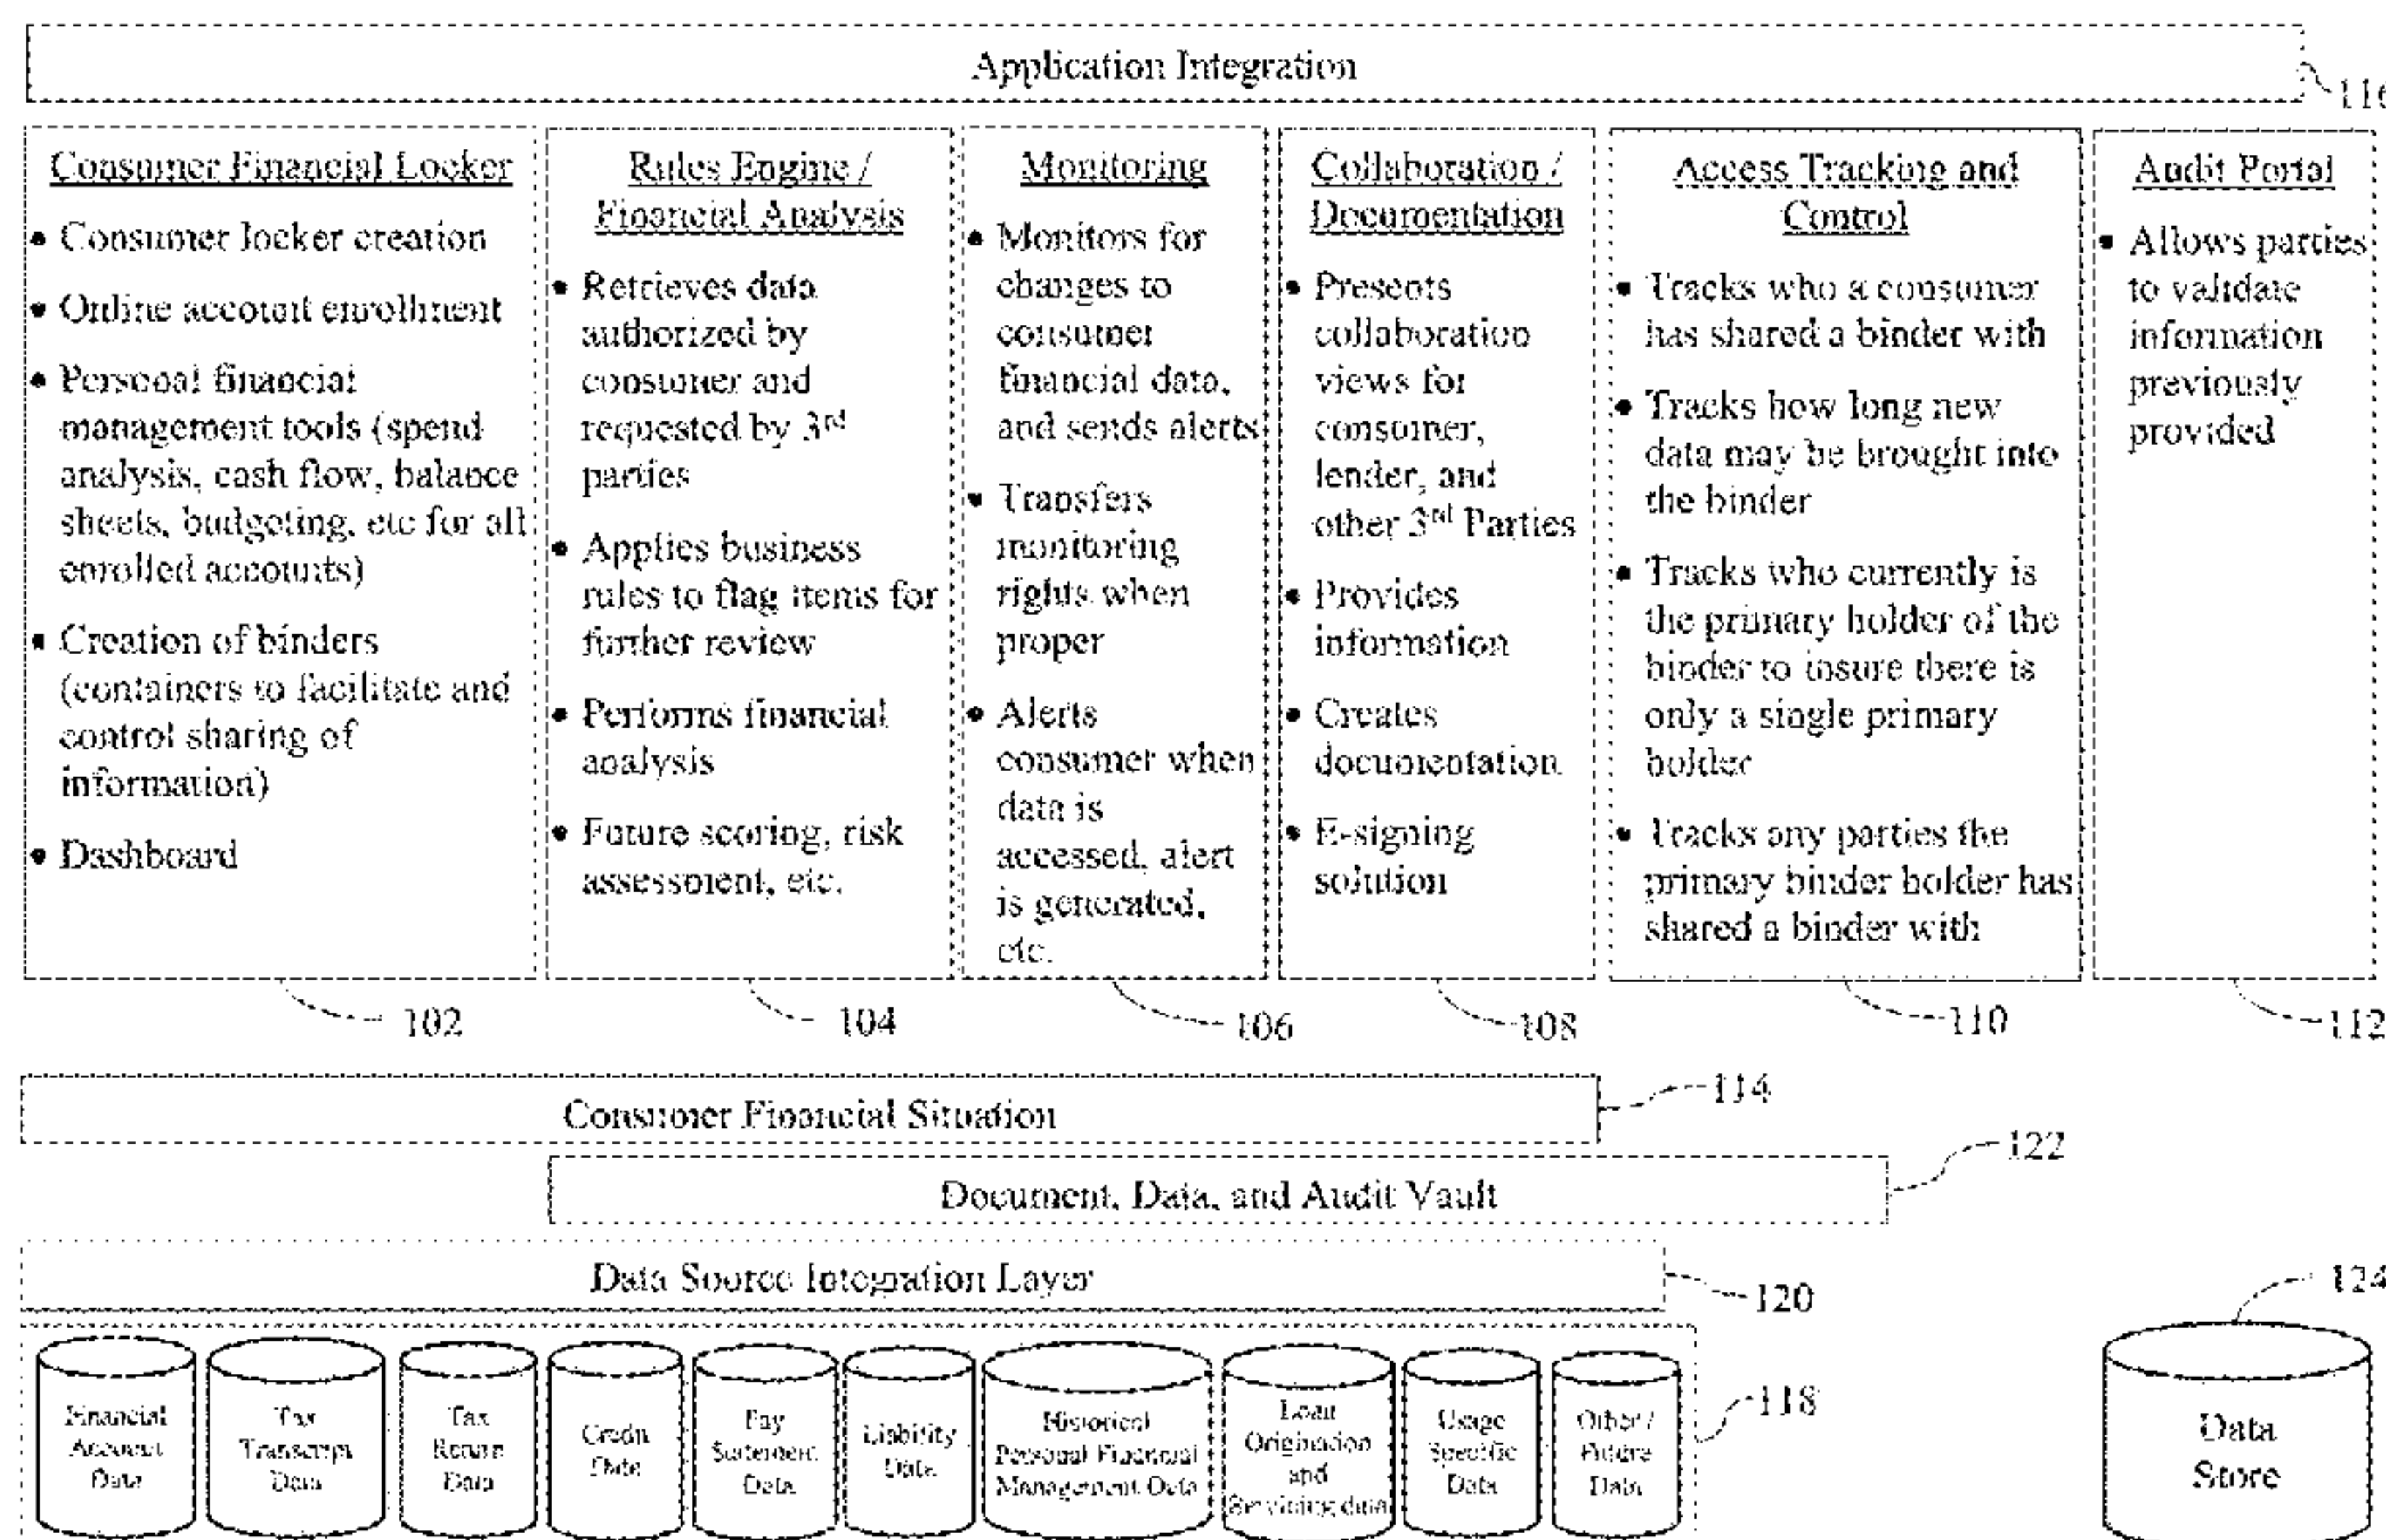 Application Integration
116
Consumer Financial Locker
• Consumer locker creation
• Online account enrollment
• Personal financial
management tools (spend
analysis, cash flow, balance
sheets, budgeting, etc for all
enrolled accounts)
• Creation of binders
(containers to facilitate and
control sharing of
information)
• Dashboard
102
Rules Engine /
Financial Analysis
• Retrieves data
authorized by
consumer and
requested by 3rd
parties
• Applies business
rules to flag items for
further review
• Performs financial
analysis
• Future scoring, risk
assessment, etc.
104
Monitoring
• Monitors for
changes to
consumer
financial data,
and sends alerts
• Transfers
monitoring
rights when
proper
• Alerts
consumer when
data is
accessed, alert
is generated,
etc.
106
Collaboration /
Documentation
• Presents
collaboration
views for
consumer,
lender, and
other 3rd Parties
• Provides
information
• Creates
documentation
• E-signing
solution
108
Access Tracking and
Control
• Tracks who a consumer
has shared a binder with
• Tracks how long new
data may be brought into
the binder
• Tracks who currently is
the primary holder of the
binder to insure there is
only a single primary
holder
• Tracks any parties the
primary binder holder has
shared a binder with
110
Audit Portal
• Allows parties
to validate
information
previously
provided
112
Consumer Financial Situation
114
Document, Data, and Audit Vault
122
Data Source Integration Layer
120
Financial
Account
Data
Tax
Transcript
Data
Tax
Return
Data
Credit
Data
Pay
Statement
Data
Liability
Data
Historical
Personal Financial
Management Data
Loan
Origination
and
Servicing data
Usage
Specific
Data
Other /
Future
Data
118
124
Data
Store